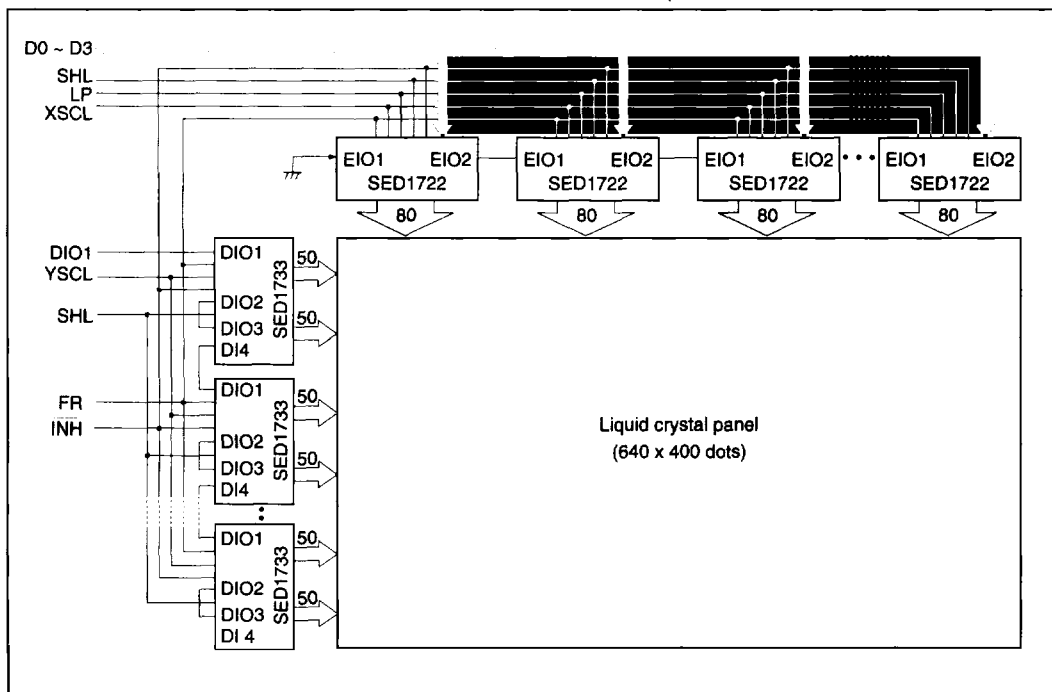 D0 ~ D3
SHL
LP
XSCL
EIO1 EIO2
SED1722
EIO1 EIO2
SED1722
EIO1 EIO2
SED1722
EIO1 EIO2
SED1722
80
80
80
80
DIO1
YSCL
SHL
FR
INH
DIO1
DIO2
DIO3
DI4
SED1733
50
50
DIO1
DIO2
DIO3
DI4
SED1733
50
50
DIO1
DIO2
DIO3
DI 4
SED1733
50
50
Liquid crystal panel
(640 x 400 dots)